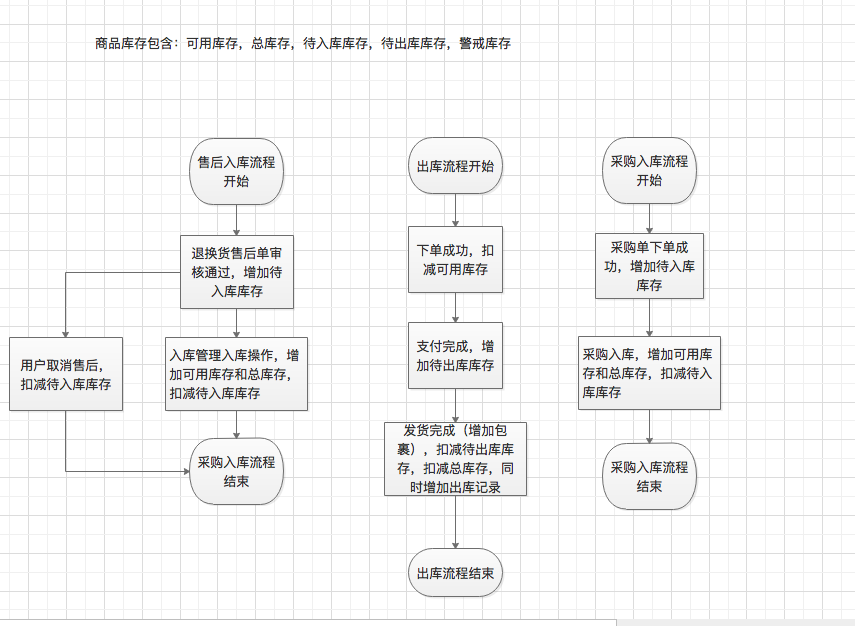 商品库存包含：可用库存，总库存，待入库库存，待出库库存，警戒库存
售后入库流程
开始
退换货售后单审
核通过，增加待
入库库存
用户取消售后，
扣减待入库库存
入库管理入库操作，增
加可用库存和总库存，
扣减待入库库存
采购入库流程
结束
出库流程开始
下单成功，扣
减可用库存
支付完成，增
加待出库库存
发货完成（增加包
裹），扣减待出库库
存，扣减总库存，同
时增加出库记录
出库流程结束
采购入库流程
开始
采购单下单成
功，增加待入库
库存
采购入库，增加可用库
存和总库存，扣减待入
库库存
采购入库流程
结束